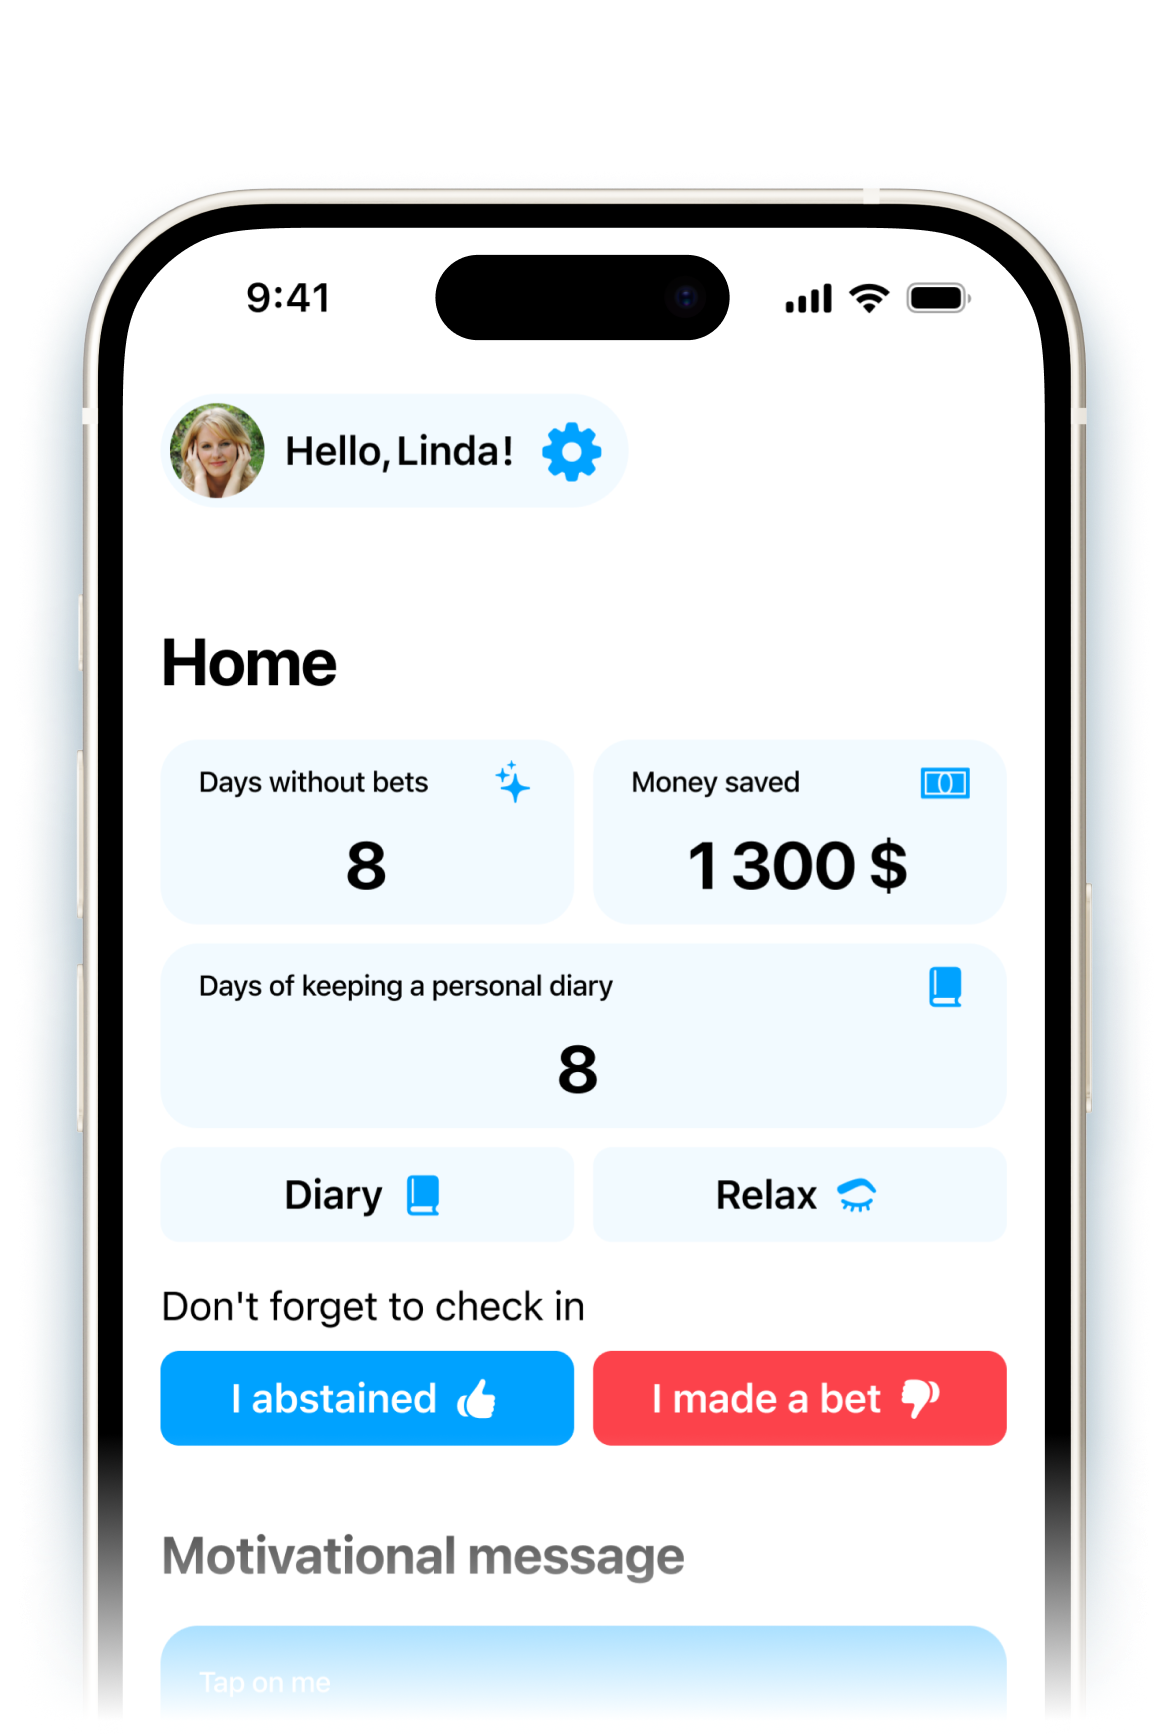 9:41
Hello, Linda!
Home
Days without bets
8
Money saved
1 300 $
Days of keeping a personal diary
8
Diary
Relax
Don't forget to check in
I abstained
I made a bet
Motivational message
Tap on me